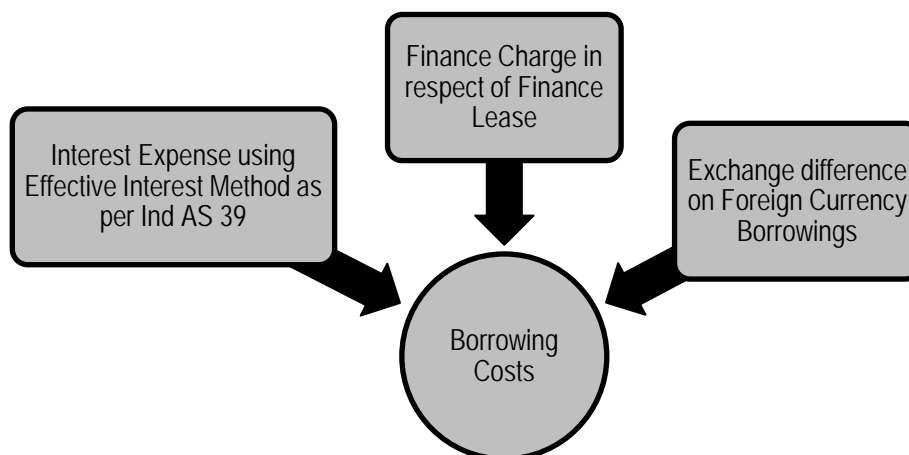 Finance Charge in
respect of Finance
Lease
Interest Expense using
Effective Interest Method as
per Ind AS 39
Exchange difference
on Foreign Currency
Borrowings
Borrowing
Costs